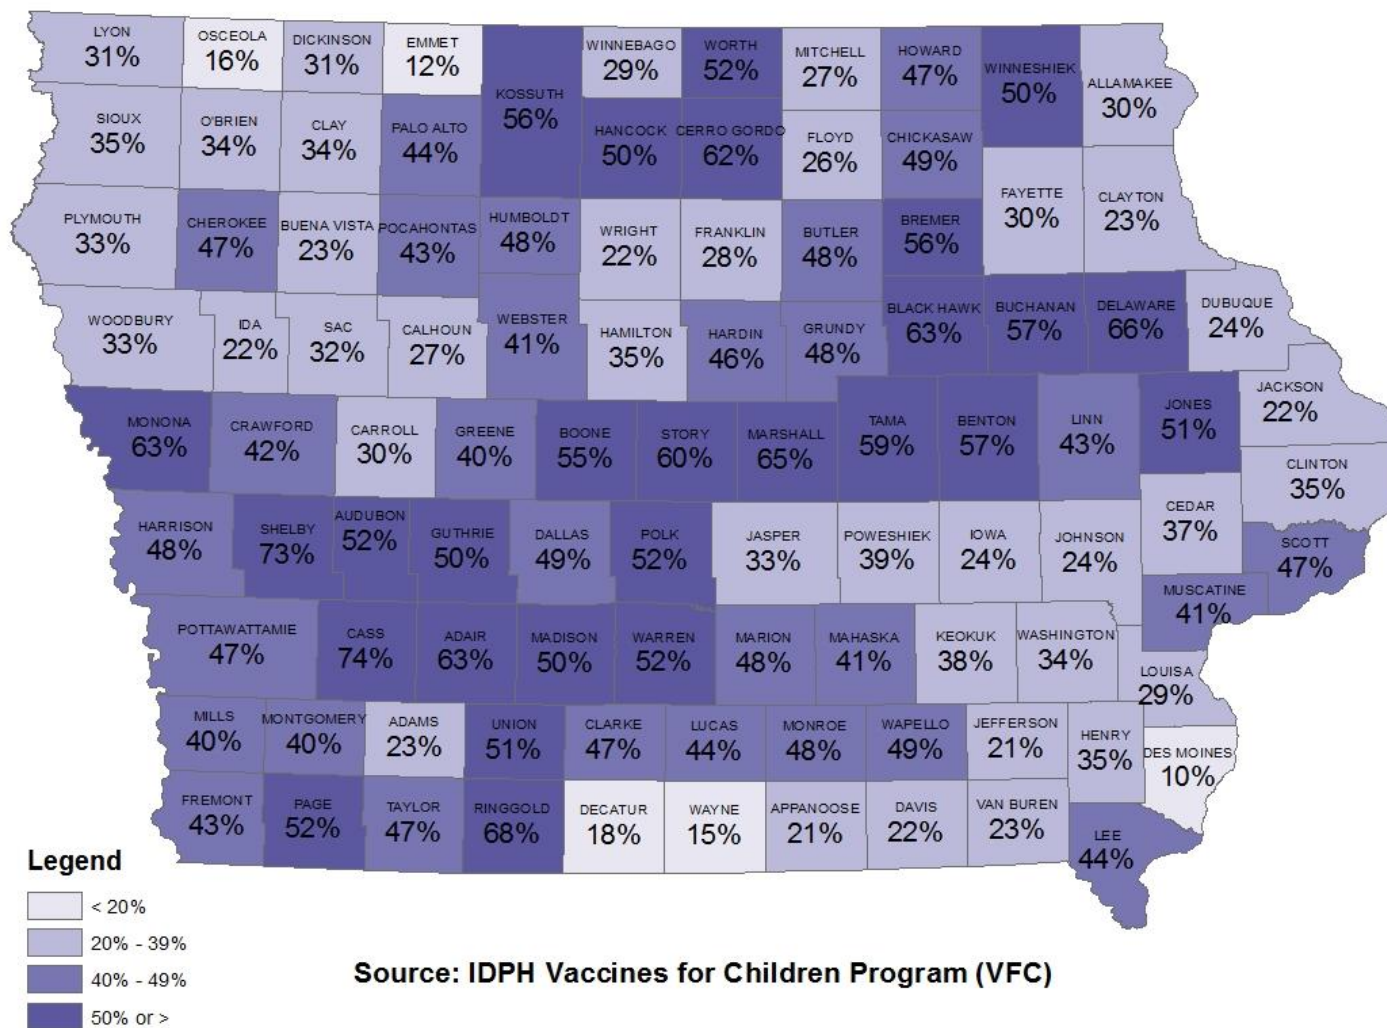 LYON
31%
OSCEOLA
16%
DICKINSON
31%
EMMET
12%
KOSSUTH
56%
WINNEBAGO
29%
WORTH
52%
MITCHELL
27%
HOWARD
47%
WINNESHIEK
50%
ALLAMAKEE
30%
SIOUX
35%
O'BRIEN
34%
CLAY
34%
PALO ALTO
44%
HANCOCK
50%
CERRO GORDO
62%
FLOYD
26%
CHICKASAW
49%
PLYMOUTH
33%
CHEROKEE
47%
BUENA VISTA
23%
POCAHONTAS
43%
HUMBOLDT
48%
WRIGHT
22%
FRANKLIN
28%
BUTLER
48%
BREMER
56%
FAYETTE
30%
CLAYTON
23%
WOODBURY
33%
IDA
22%
SAC
32%
CALHOUN
27%
WEBSTER
41%
HAMILTON
35%
HARDIN
46%
GRUNDY
48%
BLACK HAWK
63%
BUCHANAN
57%
DELAWARE
66%
DUBUQUE
24%
MONONA
63%
CRAWFORD
42%
CARROLL
30%
GREENE
40%
BOONE
55%
STORY
60%
MARSHALL
65%
TAMA
59%
BENTON
57%
LINN
43%
JONES
51%
JACKSON
22%
CLINTON
35%
HARRISON
48%
SHELBY
73%
AUDUBON
52%
GUTHRIE
50%
DALLAS
49%
POLK
52%
JASPER
33%
POWESHIEK
39%
IOWA
24%
JOHNSON
24%
CEDAR
37%
SCOTT
47%
MUSCATINE
41%
POTTAWATTAMIE
47%
CASS
74%
ADAIR
63%
MADISON
50%
WARREN
52%
MARION
48%
MAHASKA
41%
KEOKUK
38%
WASHINGTON
34%
LOUISA
29%
MILLS
40%
MONTGOMERY
40%
ADAMS
23%
UNION
51%
CLARKE
47%
LUCAS
44%
MONROE
48%
WAPELLO
49%
JEFFERSON
21%
HENRY
35%
DES MOINES
10%
FREMONT
43%
PAGE
52%
TAYLOR
47%
RINGGOLD
68%
DECATUR
18%
WAYNE
15%
APPANOOSE
21%
DAVIS
22%
VAN BUREN
23%
LEE
44%
Legend
< 20%
20% - 39%
40% - 49%
50% or >
Source: IDPH Vaccines for Children Program (VFC)